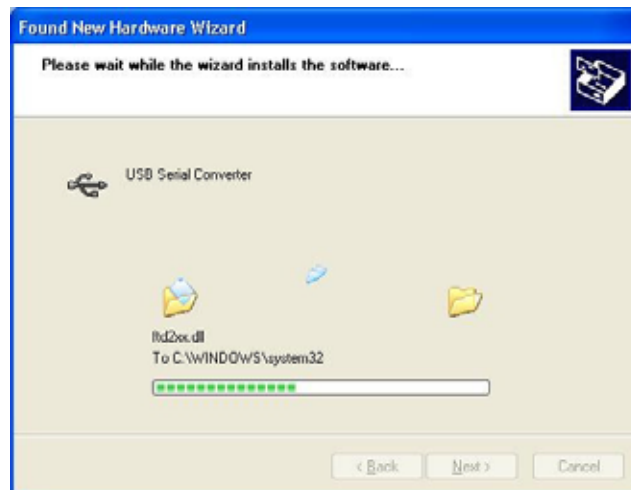 Found New Hardware Wizard
Please wait while the wizard installs the software...
USB Serial Converter
ftd2xx.dll
To C:\WINDOWS\system32
< Back
Next >
Cancel